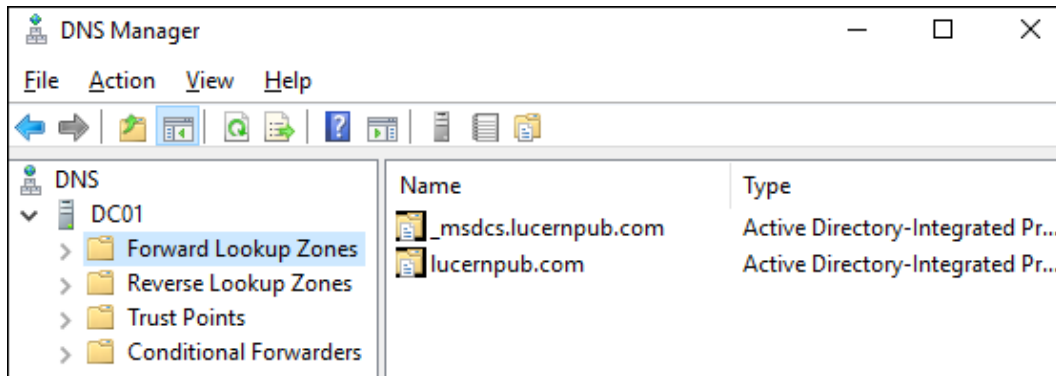 DNS Manager
File Action View Help
DNS
DC01
Forward Lookup Zones
Reverse Lookup Zones
Trust Points
Conditional Forwarders
Name Type
_msdcs.lucernpub.com Active Directory-Integrated Pr...
lucernpub.com Active Directory-Integrated Pr...